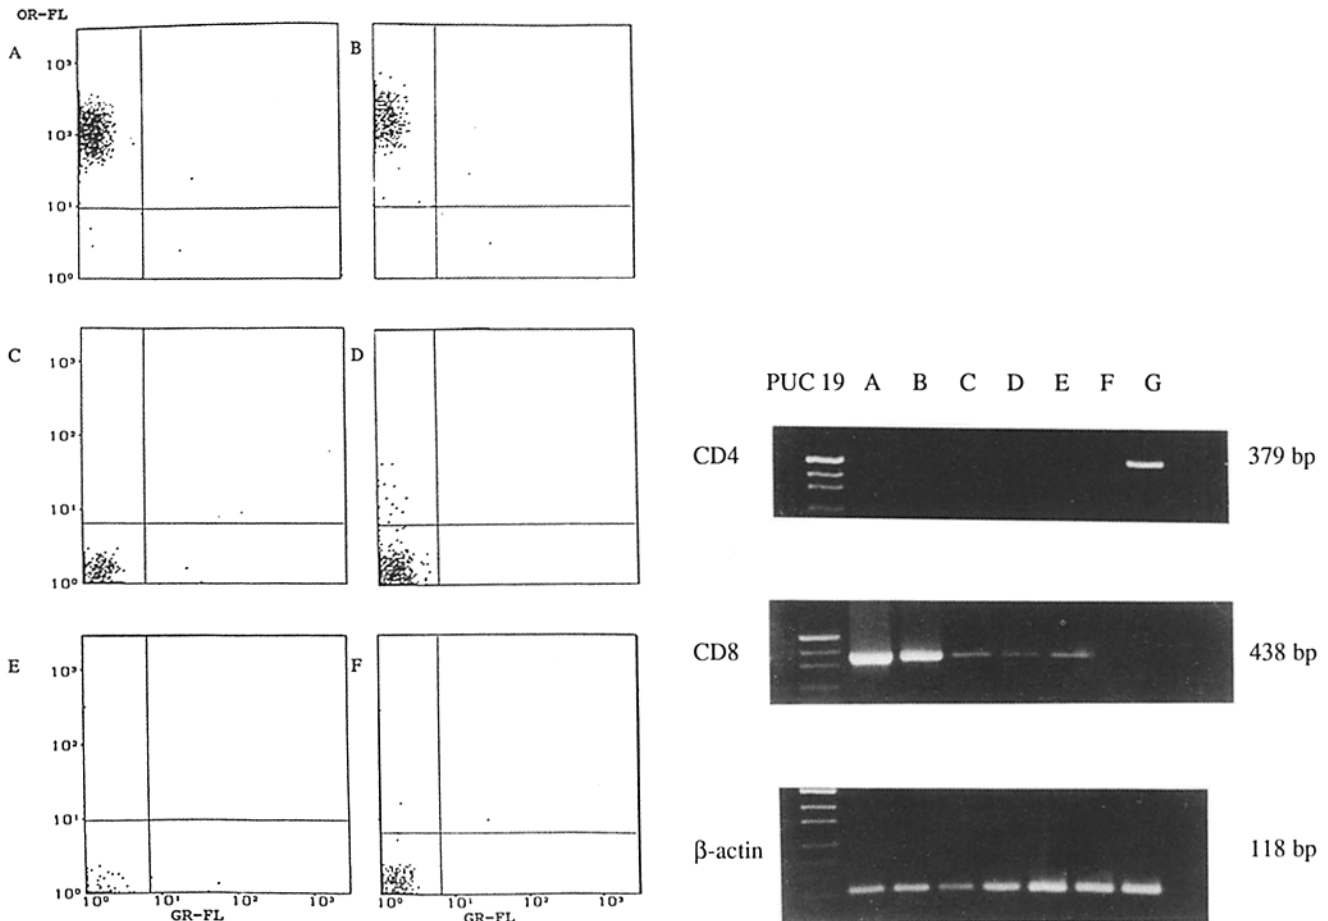 OR-FL
A
10³
10²
10¹
10⁰
B
C
10³
10²
10¹
10⁰
D
E
10³
10²
10¹
10⁰
10⁰ 10¹ 10² 10³
GR-FL
F
10⁰ 10¹ 10² 10³
GR-FL
PUC 19 A B C D E F G
CD4 379 bp
CD8 438 bp
β-actin 118 bp